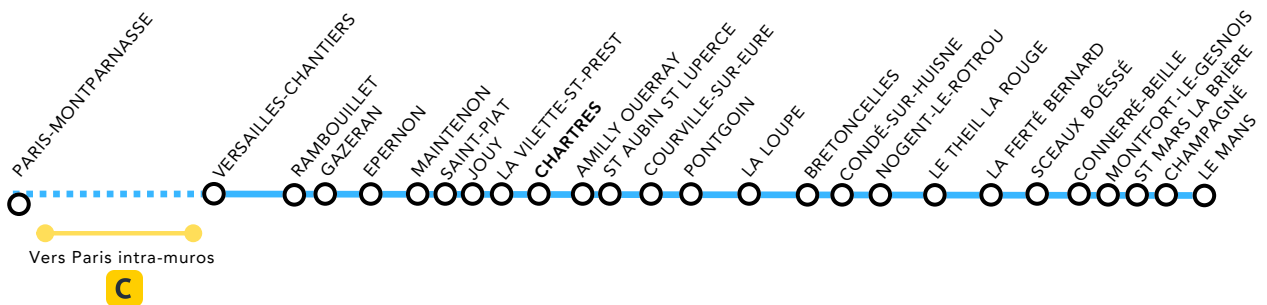 PARIS-MONTPARNASSE
VERSAILLES-CHANTIERS
RAMBOUILLET
GAZERAN
EPERNON
MAINTENON
SAINT-PIAT
JOUY
LA VILETTE-ST-PREST
CHARTRES
AMILLY OUERRAY
ST AUBIN ST LUPERCE
COURVILLE-SUR-EURE
PONTGOIN
LA LOUPE
BRETONCELLES
CONDÉ-SUR-HUISNE
NOGENT-LE-ROTROU
LE THEIL LA ROUGE
LA FERTÉ BERNARD
SCEAUX BOÉSSÉ
CONNERRÉ-BEILLE
MONTFORT-LE-GESNOIS
ST MARS LA BRIÈRE
CHAMPAGNÉ
LE MANS
Vers Paris intra-muros
C